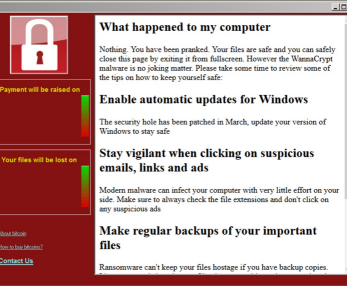 Payment will be raised on
Your files will be lost on
About bitcoin
How to buy bitcoins?
Contact Us
What happened to my computer
Nothing. You have been pranked. Your files are safe and you can safely
close this page by exiting it from fullscreen. However the WannaCrypt
malware is no joking matter. Please take some time to review some of
the tips on how to keep yourself safe:
Enable automatic updates for Windows
The security hole has been patched in March, update your version of
Windows to stay safe
Stay vigilant when clicking on suspicious
emails, links and ads
Modern malware can infect your computer with very little effort on your
side. Make sure to always check the file extensions and don't click on
any suspicious ads
Make regular backups of your important
files
Ransomware can't keep your files hostage if you have backup copies.